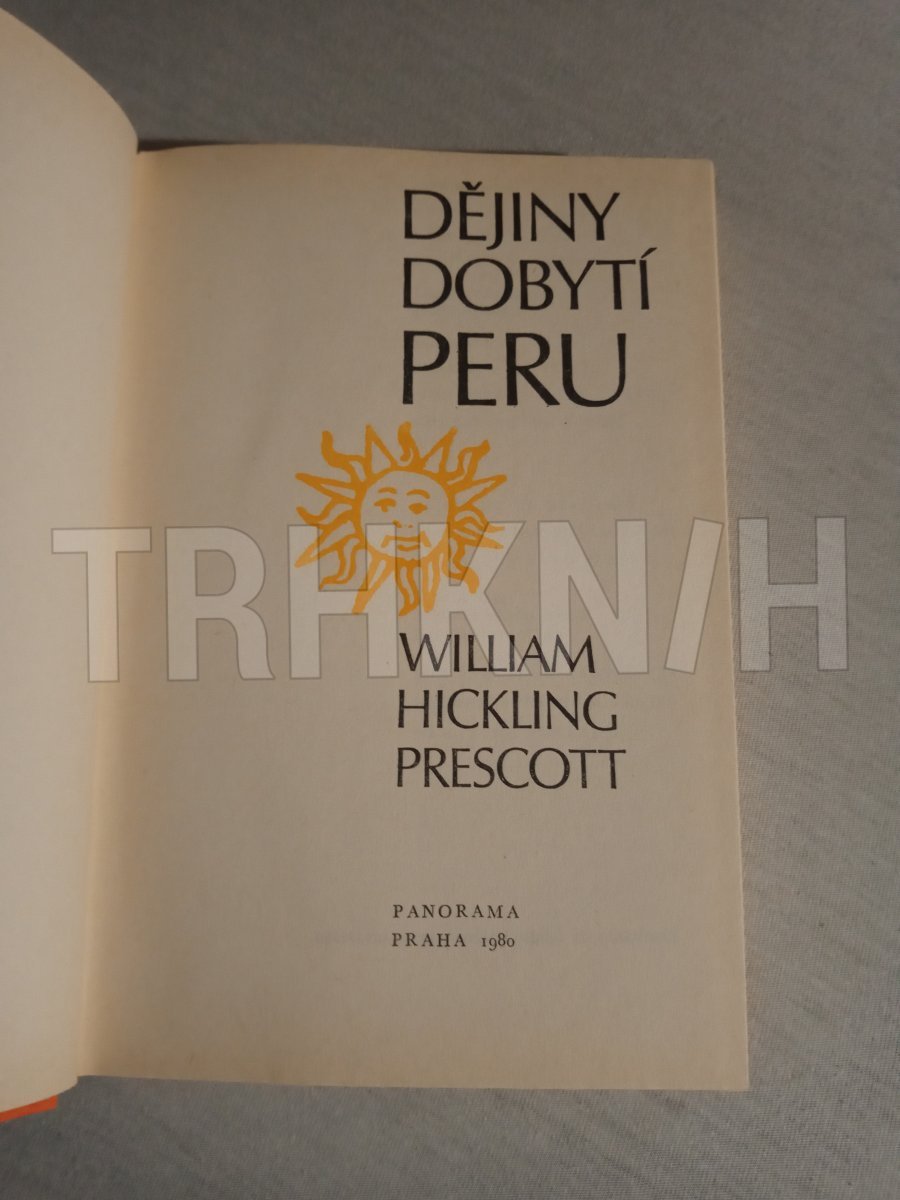 DĚJINY
DOBYTÍ
PERU
TRHKNIH
WILLIAM
HICKLING
PRESCOTT
PANORAMA
PRAHA 1980